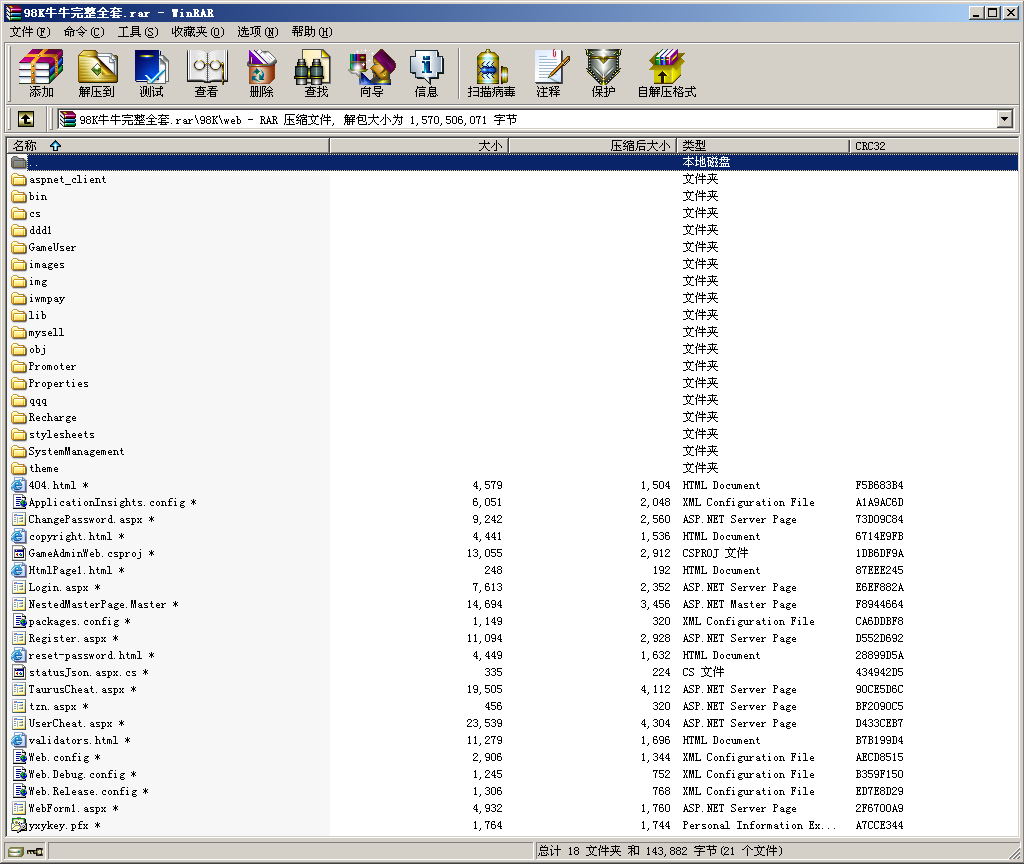 98K牛牛完整全套.rar - WinRAR
文件(F) 命令(C) 工具(S) 收藏夹(O) 选项(N) 帮助(H)
添加 解压到 测试 查看 删除 查找 向导 信息 扫描病毒 注释 保护 自解压格式
98K牛牛完整全套.rar\98K\web - RAR 压缩文件, 解包大小为 1,570,506,071 字节
名称 大小 压缩后大小 类型 CRC32
.. 本地磁盘
aspnet_client 文件夹
bin 文件夹
cs 文件夹
ddd1 文件夹
GameUser 文件夹
images 文件夹
img 文件夹
iwmpay 文件夹
lib 文件夹
mysell 文件夹
obj 文件夹
Promoter 文件夹
Properties 文件夹
qqq 文件夹
Recharge 文件夹
stylesheets 文件夹
SystemManagement 文件夹
theme 文件夹
404.html * 4,579 1,504 HTML Document F5B683B4
ApplicationInsights.config * 6,051 2,048 XML Configuration File A1A9AC6D
ChangePassword.aspx * 9,242 2,560 ASP.NET Server Page 73D09C84
copyright.html * 4,441 1,536 HTML Document 6714E9FB
GameAdminWeb.csproj * 13,055 2,912 CSPROJ 文件 1DB6DF9A
HtmlPage1.html * 248 192 HTML Document 87EEE245
Login.aspx * 7,613 2,352 ASP.NET Server Page E6EF882A
NestedMasterPage.Master * 14,694 3,456 ASP.NET Master Page F8944664
packages.config * 1,149 320 XML Configuration File CA6DDBF8
Register.aspx * 11,094 2,928 ASP.NET Server Page D552D692
reset-password.html * 4,449 1,632 HTML Document 28899D5A
statusJson.aspx.cs * 335 224 CS 文件 434942D5
TaurusCheat.aspx * 19,505 4,112 ASP.NET Server Page 90CE5D6C
tzn.aspx * 456 320 ASP.NET Server Page BF2090C5
UserCheat.aspx * 23,539 4,304 ASP.NET Server Page D433CEB7
validators.html * 11,279 1,696 HTML Document B7B199D4
Web.config * 2,906 1,344 XML Configuration File AECD8515
Web.Debug.config * 1,245 752 XML Configuration File B359F150
Web.Release.config * 1,306 768 XML Configuration File ED7E8D29
WebForm1.aspx * 4,932 1,760 ASP.NET Server Page 2F6700A9
yxykey.pfx * 1,764 1,744 Personal Information Ex... A7CCE344
总计 18 文件夹 和 143,882 字节(21 个文件)